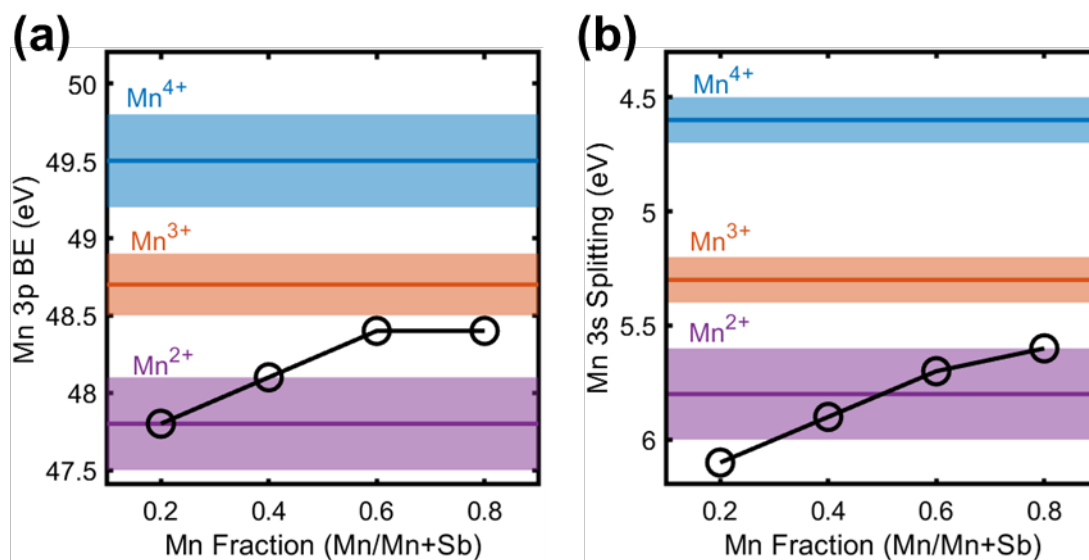 (a)
50
49.5
49
48.5
48
47.5
Mn 3p BE (eV)
Mn⁴⁺
Mn³⁺
Mn²⁺
0.2 0.4 0.6 0.8
Mn Fraction (Mn/Mn+Sb)
(b)
4.5
5
5.5
6
Mn 3s Splitting (eV)
Mn⁴⁺
Mn³⁺
Mn²⁺
0.2 0.4 0.6 0.8
Mn Fraction (Mn/Mn+Sb)